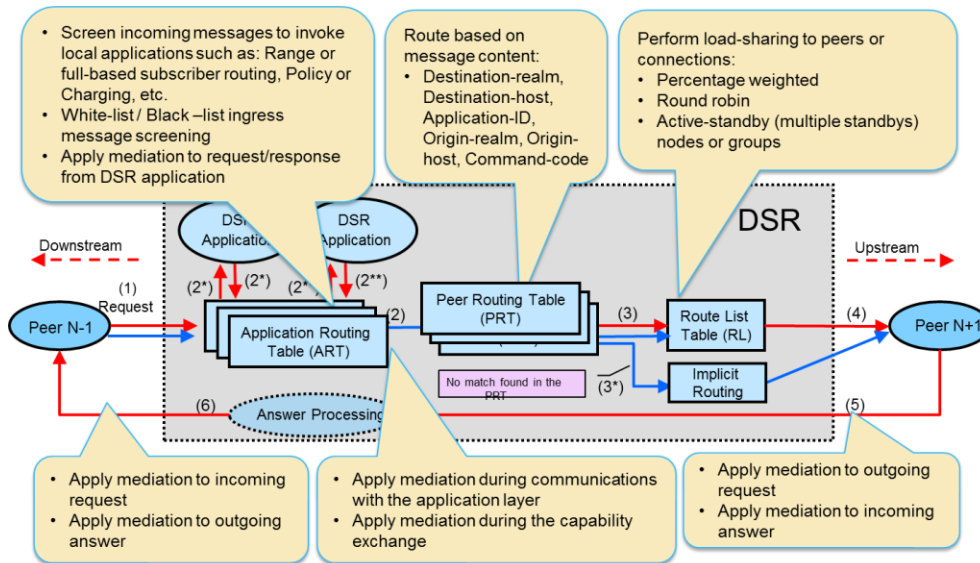 • Screen incoming messages to invoke
local applications such as: Range or
full-based subscriber routing, Policy or
Charging, etc.
• White-list / Black –list ingress
message screening
• Apply mediation to request/response
from DSR application
Route based on
message content:
• Destination-realm,
Destination-host,
Application-ID,
Origin-realm, Origin-
host, Command-code
Perform load-sharing to peers or
connections:
• Percentage weighted
• Round robin
• Active-standby (multiple standbys)
nodes or groups
DSR
Application
DSR
Application
DSR
Downstream
Upstream
(1)
Request
(2*)
(2*)
(2**)
(2**)
Peer N-1
Application Routing
Table (ART)
(2)
Peer Routing Table
(PRT)
(3)
Route List
Table (RL)
(4)
Peer N+1
No match found in the
PRT
(3*)
Implicit
Routing
(6)
Answer Processing
(5)
• Apply mediation to incoming
request
• Apply mediation to outgoing
answer
• Apply mediation during communications
with the application layer
• Apply mediation during the capability
exchange
• Apply mediation to outgoing
request
• Apply mediation to incoming
answer